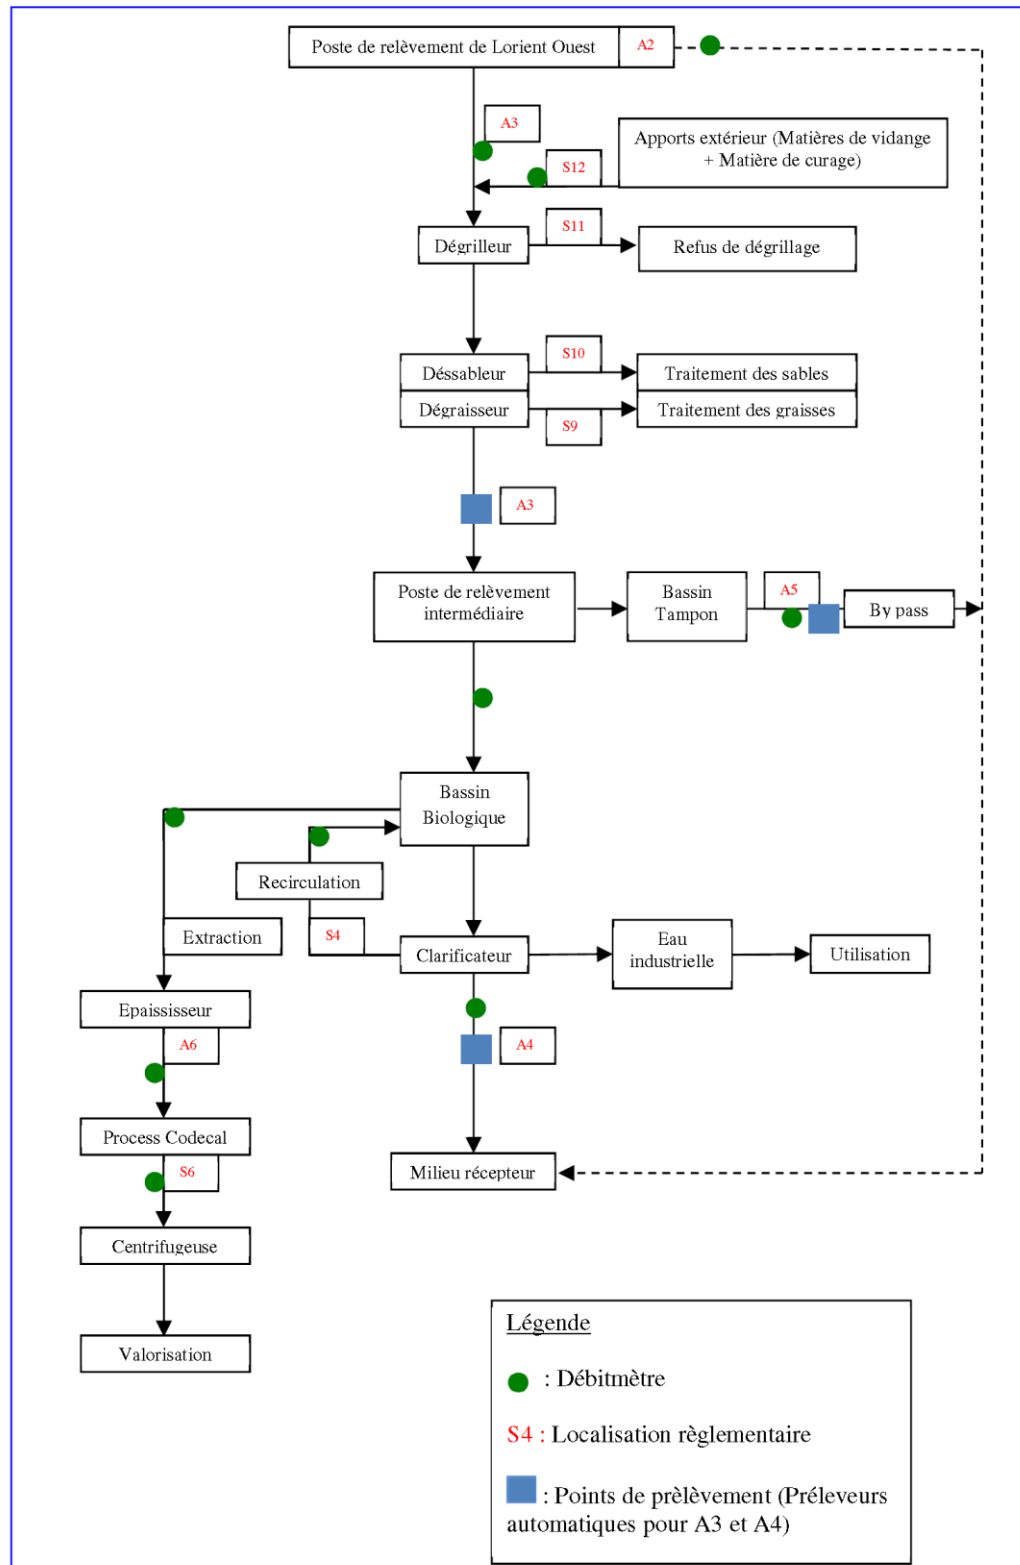 Poste de relèvement de Lorient Ouest
A2
A3
Apports extérieur (Matières de vidange
+ Matière de curage)
S12
S11
Dégrilleur
Refus de dégrillage
S10
Déssableur
Traitement des sables
Dégraisseur
Traitement des graisses
S9
A3
Poste de relèvement
intermédiaire
Bassin
Tampon
A5
By pass
Bassin
Biologique
Recirculation
Extraction
S4
Clarificateur
Eau
industrielle
Utilisation
Epaississeur
A6
A4
Process Codecal
S6
Milieu récepteur
Centrifugeuse
Valorisation
Légende
: Débitmètre
S4 : Localisation règlementaire
: Points de prèlèvement (Préleveurs
automatiques pour A3 et A4)